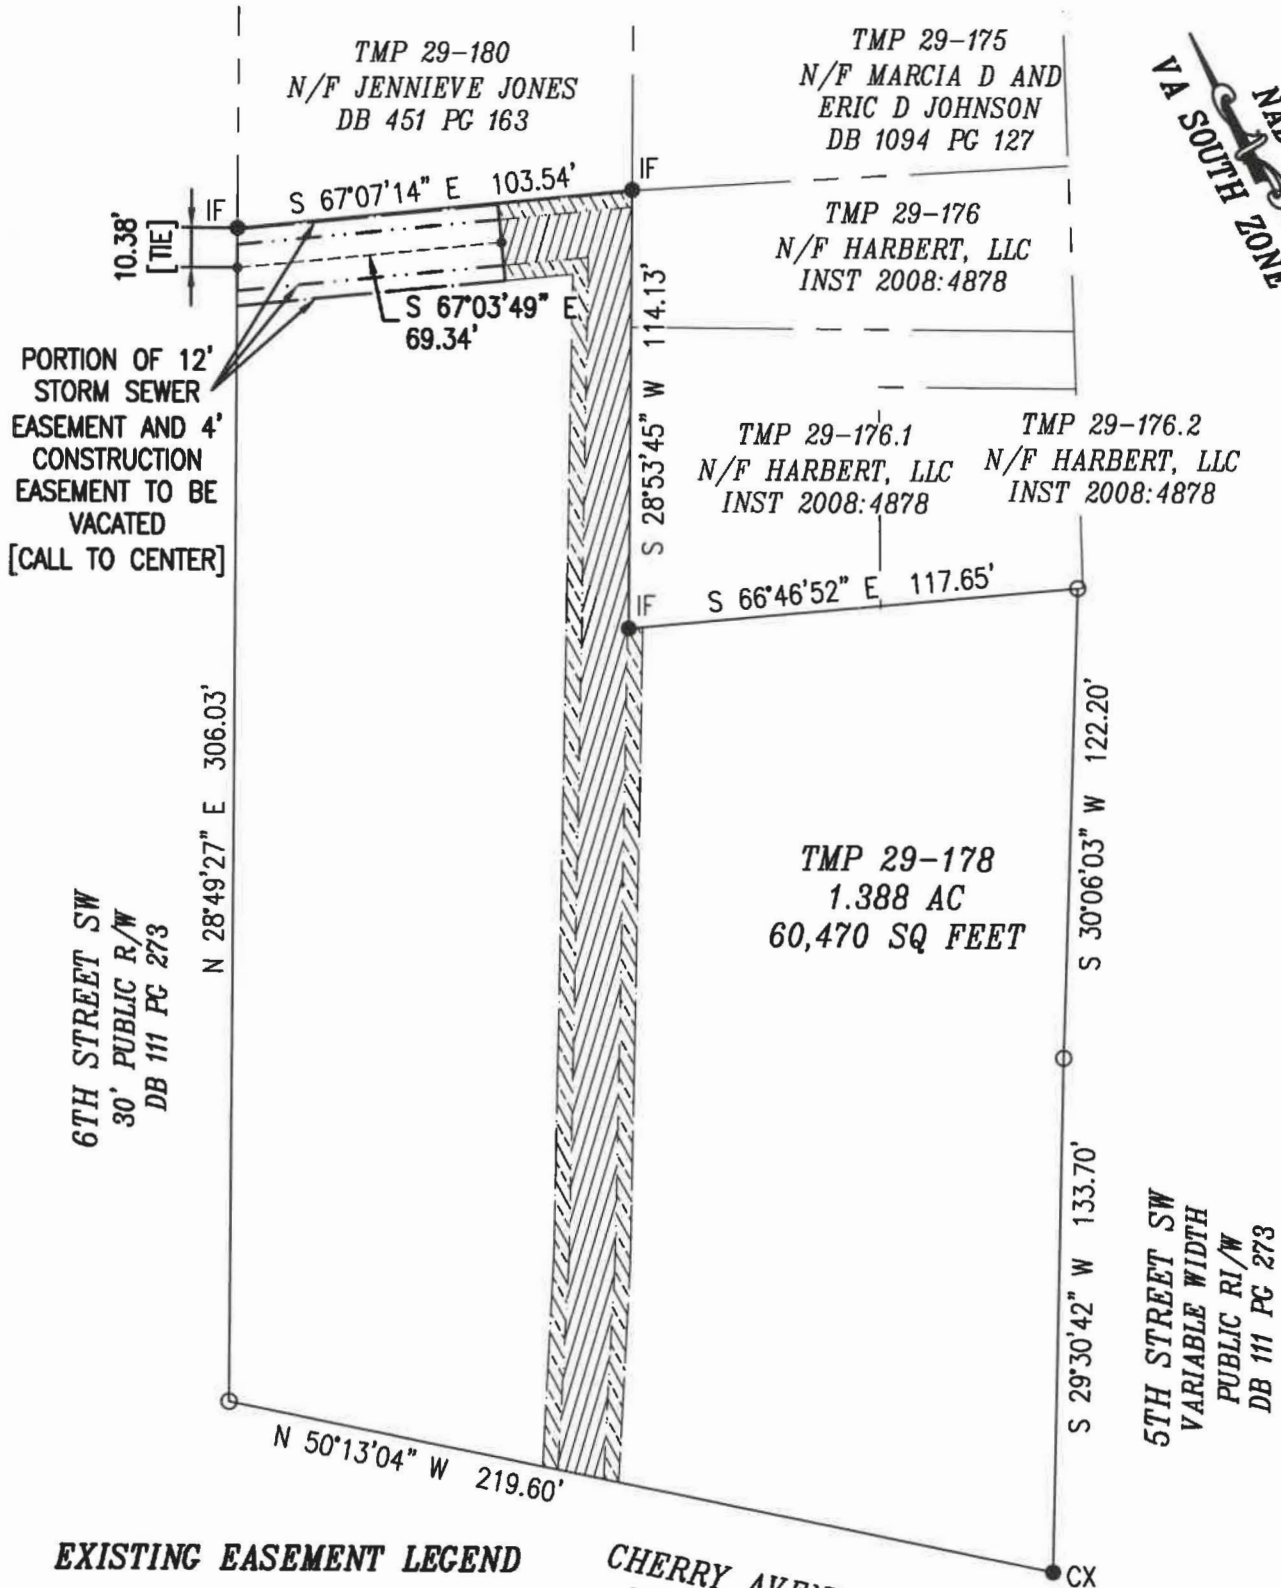 TMP 29-180
N/F JENNIEVE JONES
DB 451 PG 163
TMP 29-175
N/F MARCIA D AND
ERIC D JOHNSON
DB 1094 PG 127
VA SOUTH ZONE
IF
S 67°07'14" E 103.54'
IF
10.38'
[TIE]
TMP 29-176
N/F HARBERT, LLC
INST 2008:4878
S 67°03'49" E
69.34'
PORTION OF 12'
STORM SEWER
EASEMENT AND 4'
CONSTRUCTION
EASEMENT TO BE
VACATED
[CALL TO CENTER]
S 28°53'45" W 114.13'
TMP 29-176.1
N/F HARBERT, LLC
INST 2008:4878
TMP 29-176.2
N/F HARBERT, LLC
INST 2008:4878
IF
S 66°46'52" E 117.65'
N 28°49'27" E 306.03'
S 30°06'03" W 122.20'
TMP 29-178
1.388 AC
60,470 SQ FEET
6TH STREET SW
30' PUBLIC R/W
DB 111 PG 273
S 29°30'42" W 133.70'
5TH STREET SW
VARIABLE WIDTH
PUBLIC RI/W
DB 111 PG 273
N 50°13'04" W 219.60'
EXISTING EASEMENT LEGEND
CHERRY
CX